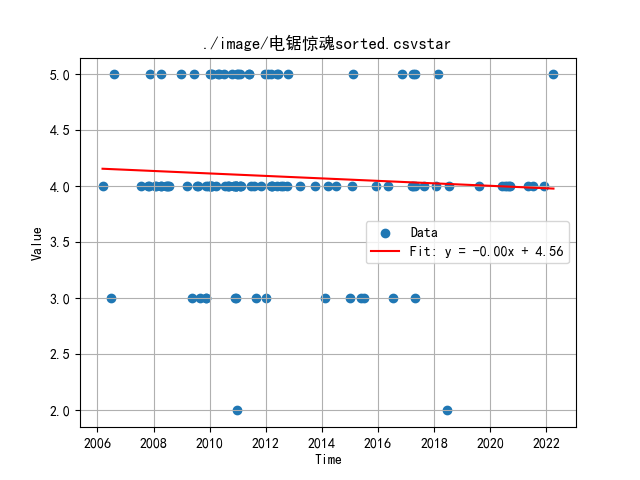 ./image/电锯惊魂sorted.csvstar
5.0
4.5
4.0
3.5
3.0
2.5
2.0
Value
Data
Fit: y = -0.00x + 4.56
2006 2008 2010 2012 2014 2016 2018 2020 2022
Time